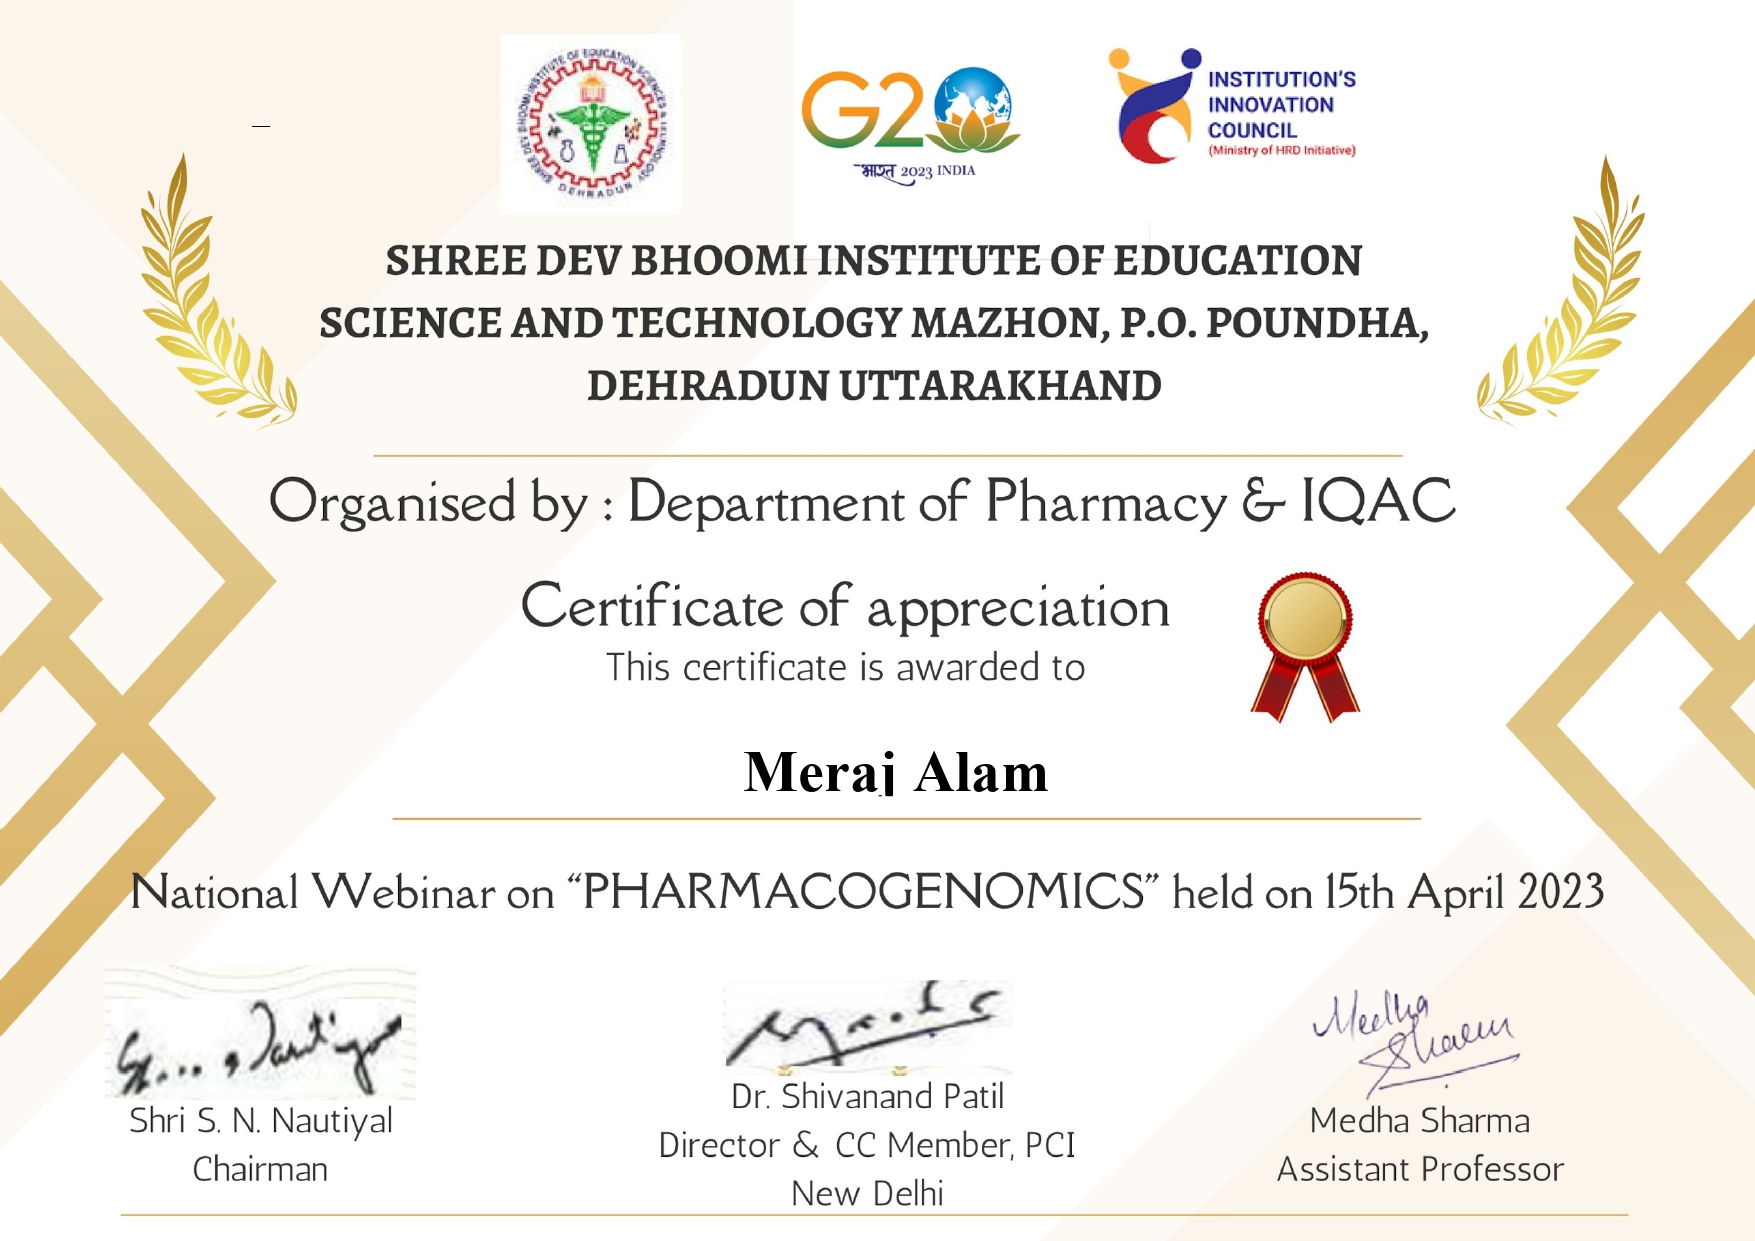 SHREE DEV BHOOMI INSTITUTE OF EDUCATION SCIENCES & TECHNOLOGY
DEHRADUN
G20
भारत 2023 INDIA
INSTITUTION'S
INNOVATION
COUNCIL
(Ministry of HRD Initiative)
SHREE DEV BHOOMI INSTITUTE OF EDUCATION
SCIENCE AND TECHNOLOGY MAZHON, P.O. POUNDHA,
DEHRADUN UTTARAKHAND
Organised by : Department of Pharmacy & IQAC
Certificate of appreciation
This certificate is awarded to
Meraj Alam
National Webinar on “PHARMACOGENOMICS” held on 15th April 2023
Medha
Sharma
Shri S. N. Nautiyal
Chairman
Dr. Shivanand Patil
Director & CC Member, PCI
New Delhi
Medha Sharma
Assistant Professor